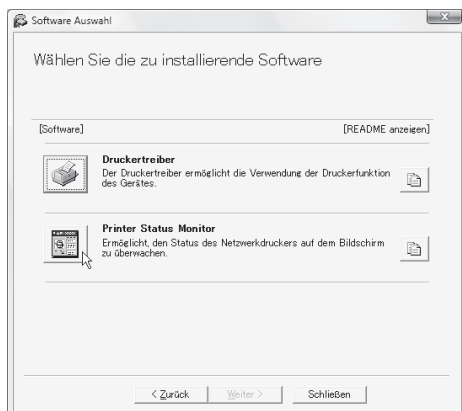 Software Auswahl
Wählen Sie die zu installierende Software
[Software] [README anzeigen]
Druckertreiber
Der Druckertreiber ermöglicht die Verwendung der Druckerfunktion
des Gerätes.
Printer Status Monitor
Ermöglicht, den Status des Netzwerkdruckers auf dem Bildschirm
zu überwachen.
< Zurück Weiter > Schließen